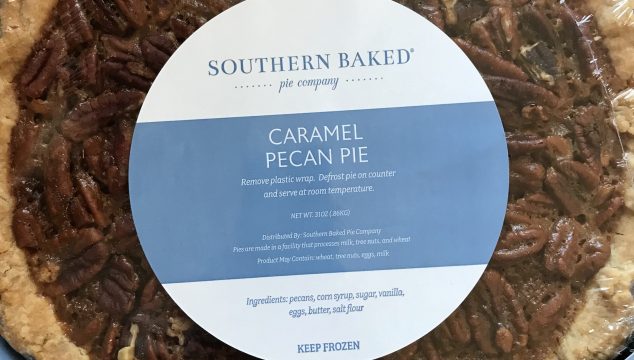 SOUTHERN BAKED®
pie company
CARAMEL
PECAN PIE
Remove plastic wrap. Defrost pie on counter
and serve at room temperature.
NET WT. 31OZ (.86KG)
Distributed By: Southern Baked Pie Company
Pies are made in a facility that processes milk, tree nuts, and wheat
Product May Contain: wheat, tree nuts, eggs, milk
Ingredients: pecans, corn syrup, sugar, vanilla,
eggs, butter, salt flour
KEEP FROZEN